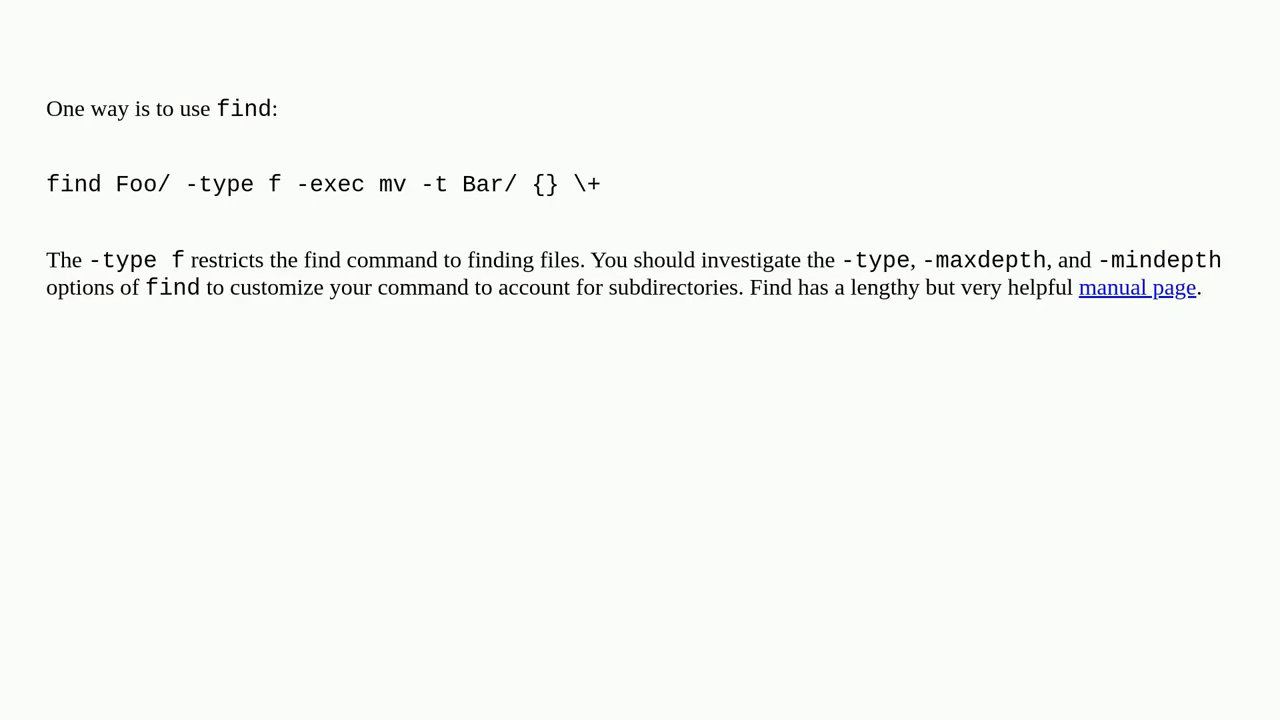 One way is to use find:
find Foo/ -type f -exec mv -t Bar/ {} \+
The -type f restricts the find command to finding files. You should investigate the -type, -maxdepth, and -mindepth
options of find to customize your command to account for subdirectories. Find has a lengthy but very helpful manual page.